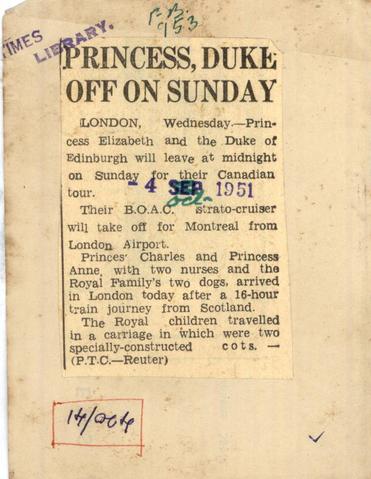 F.B.
953
TIMES
LIBRARY.
PRINCESS, DUKE
OFF ON SUNDAY
LONDON, Wednesday.—Prin-
cess Elizabeth and the Duke of
Edinburgh will leave at midnight
on Sunday for their Canadian
tour.
- 4 SEP 1951
Oct-
Their B.O.A.C. strato-cruiser
will take off for Montreal from
London Airport.
Princes' Charles and Princess
Anne, with two nurses and the
Royal Family's two dogs, arrived
in London today after a 16-hour
train journey from Scotland.
The Royal children travelled
in a carriage in which were two
specially-constructed cots. —
(P.T.C.—Reuter)